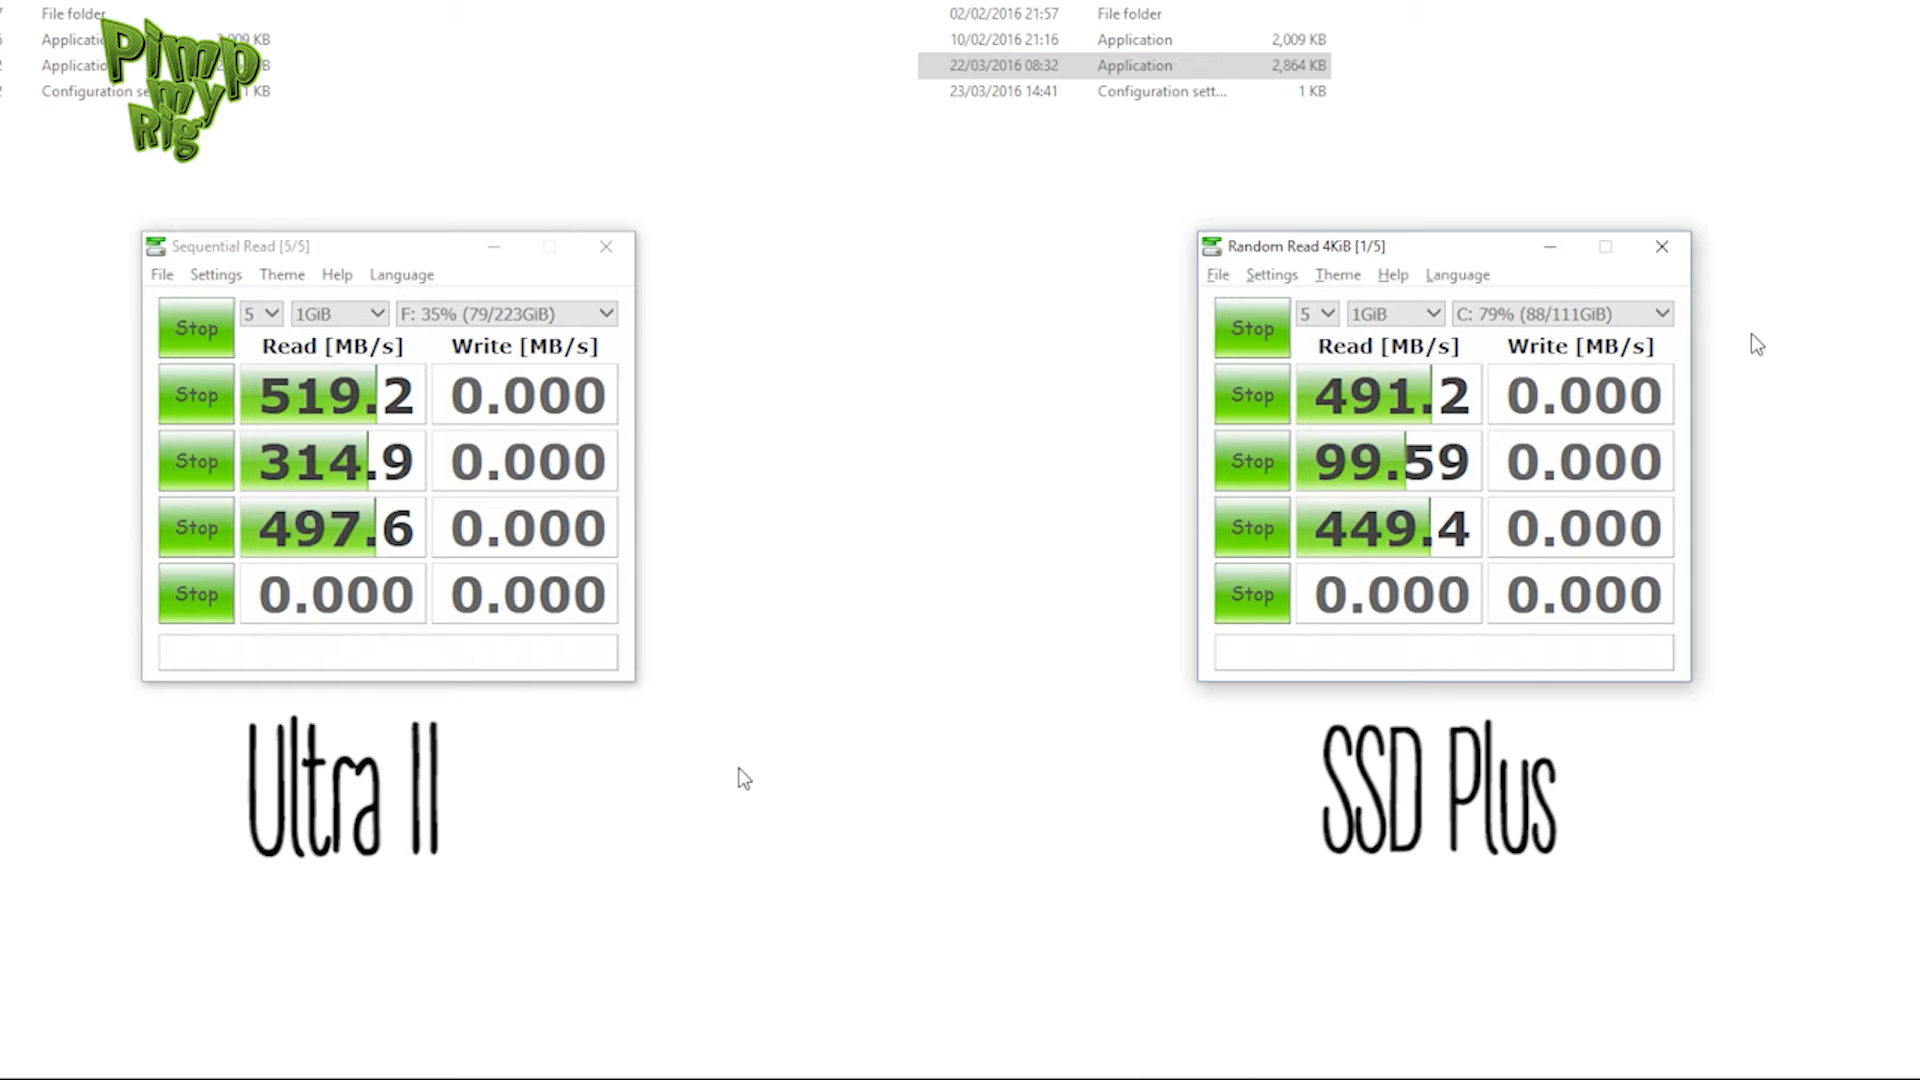 File folder
02/02/2016 21:57 File folder
10/02/2016 21:16 Application 2,009 KB
22/03/2016 08:32 Application 2,864 KB
Configuration se 1 KB
23/03/2016 14:41 Configuration sett... 1 KB
Pimp
my
Rig
Sequential Read [5/5]
File Settings Theme Help Language
Stop 5 1GiB F: 35% (79/223GiB)
Read [MB/s] Write [MB/s]
Stop 519.2 0.000
Stop 314.9 0.000
Stop 497.6 0.000
Stop 0.000 0.000
Ultra II
Random Read 4KiB [1/5]
File Settings Theme Help Language
Stop 5 1GiB C: 79% (88/111GiB)
Read [MB/s] Write [MB/s]
Stop 491.2 0.000
Stop 99.59 0.000
Stop 449.4 0.000
Stop 0.000 0.000
SSD Plus